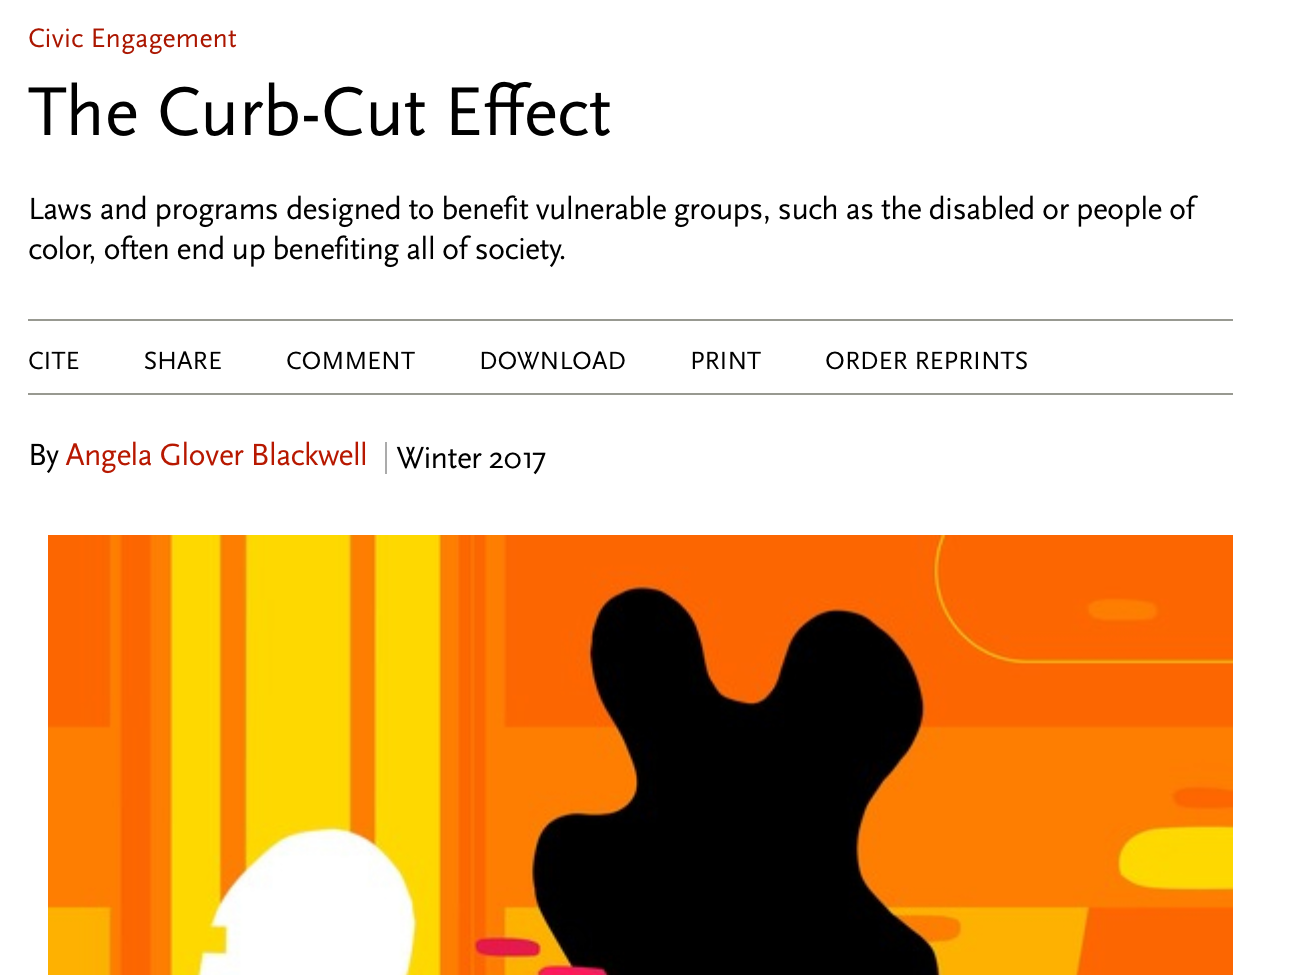 Civic Engagement
The Curb-Cut Effect
Laws and programs designed to benefit vulnerable groups, such as the disabled or people of
color, often end up benefiting all of society.
CITE SHARE COMMENT DOWNLOAD PRINT ORDER REPRINTS
By Angela Glover Blackwell | Winter 2017